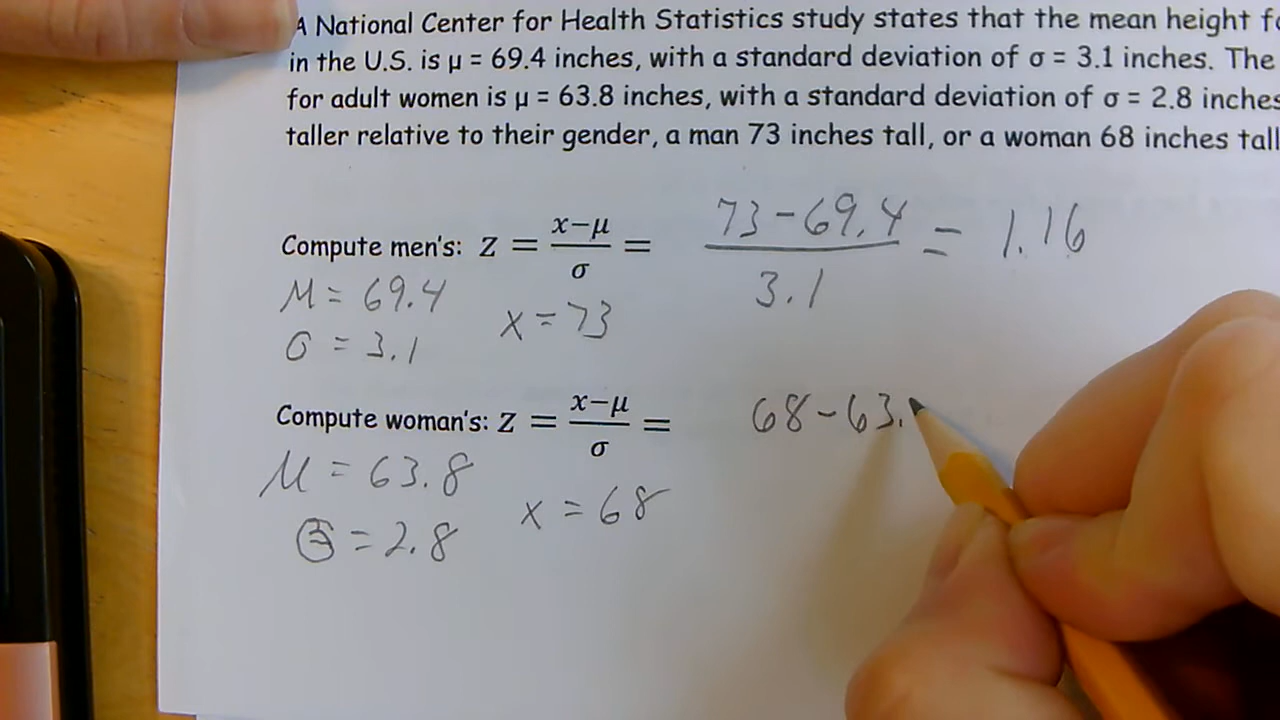 A National Center for Health Statistics study states that the mean height
in the U.S. is μ = 69.4 inches, with a standard deviation of σ = 3.1 inches. The
for adult women is μ = 63.8 inches, with a standard deviation of σ = 2.8 inches
taller relative to their gender, a man 73 inches tall, or a woman 68 inches tall
Compute men's: z = (x-μ)/σ = (73-69.4)/3.1 = 1.16
M = 69.4
x = 73
σ = 3.1
Compute woman's: z = (x-μ)/σ = 68-63.
M = 63.8
x = 68
σ = 2.8